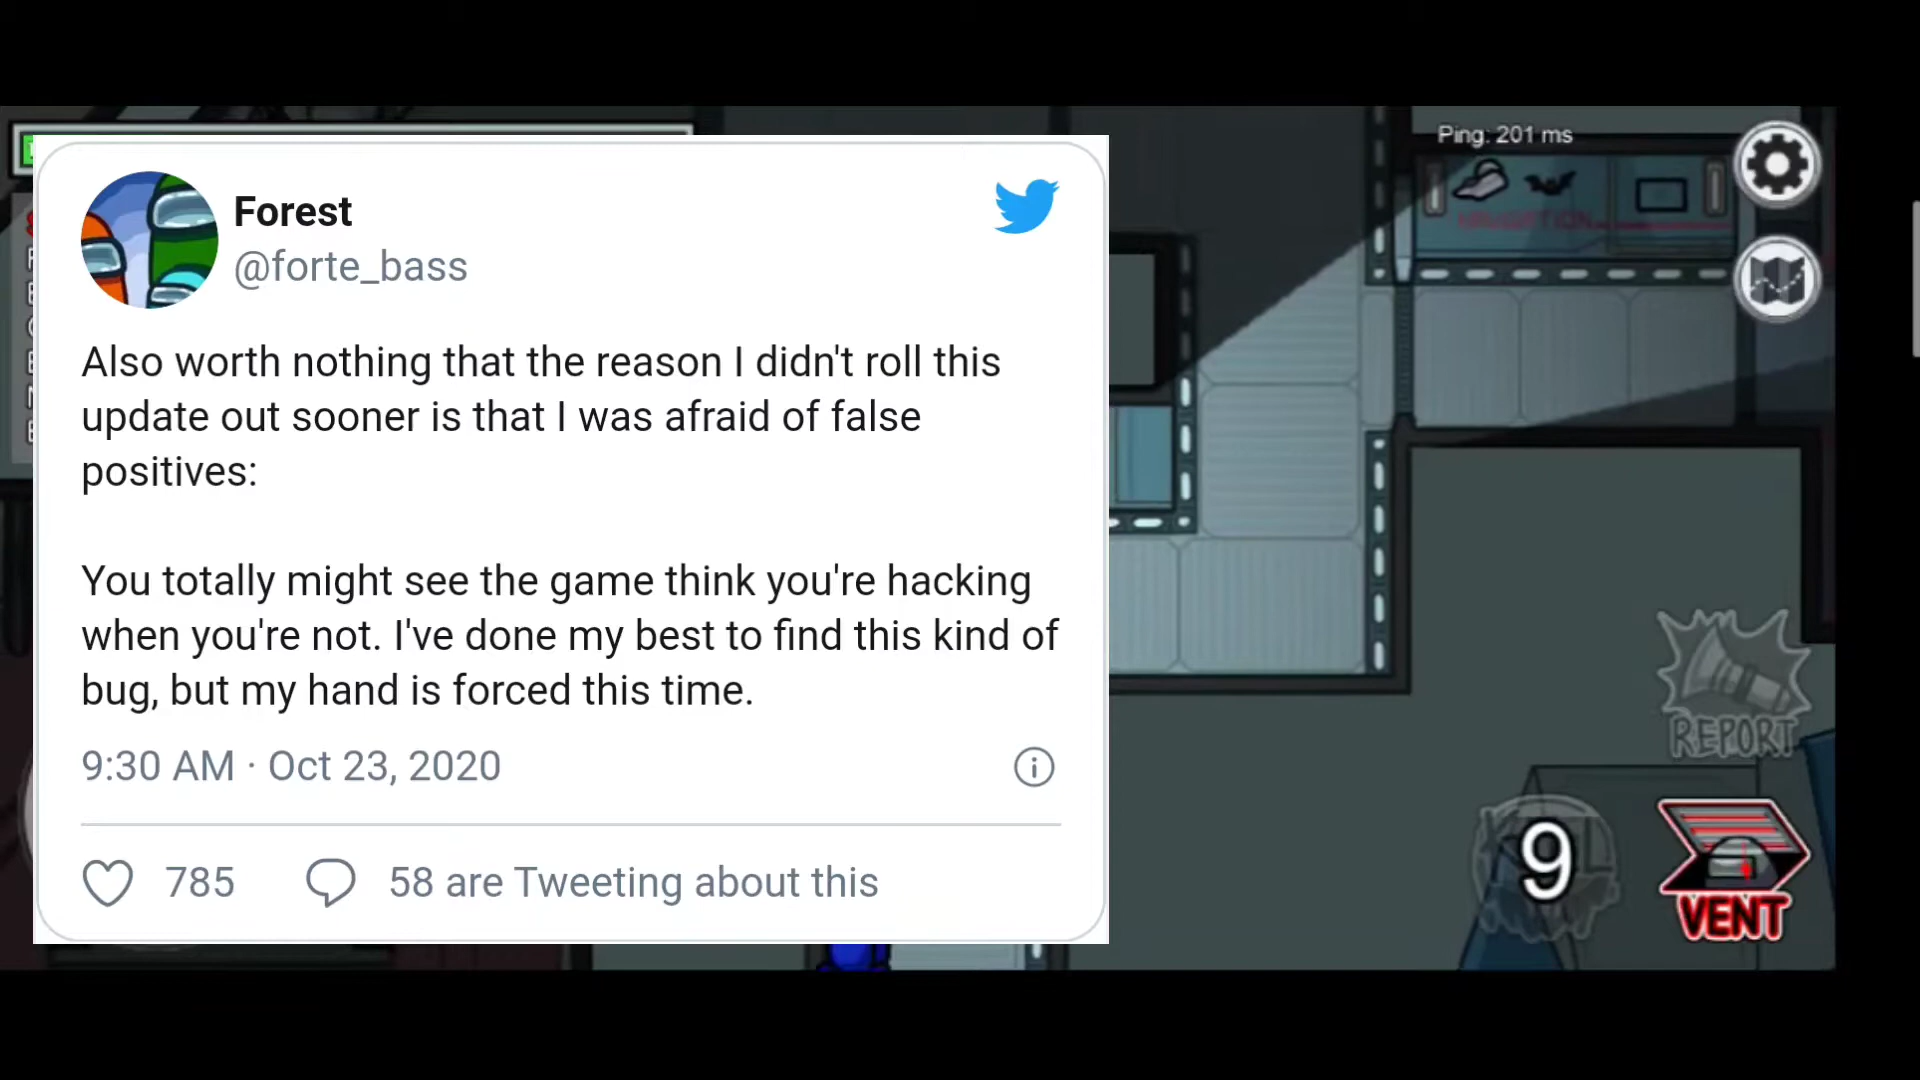 Forest
@forte_bass
Also worth nothing that the reason I didn't roll this
update out sooner is that I was afraid of false
positives:
You totally might see the game think you're hacking
when you're not. I've done my best to find this kind of
bug, but my hand is forced this time.
9:30 AM · Oct 23, 2020
785 58 are Tweeting about this
Ping: 201 ms
NAVIGATION
REPORT
9
VENT